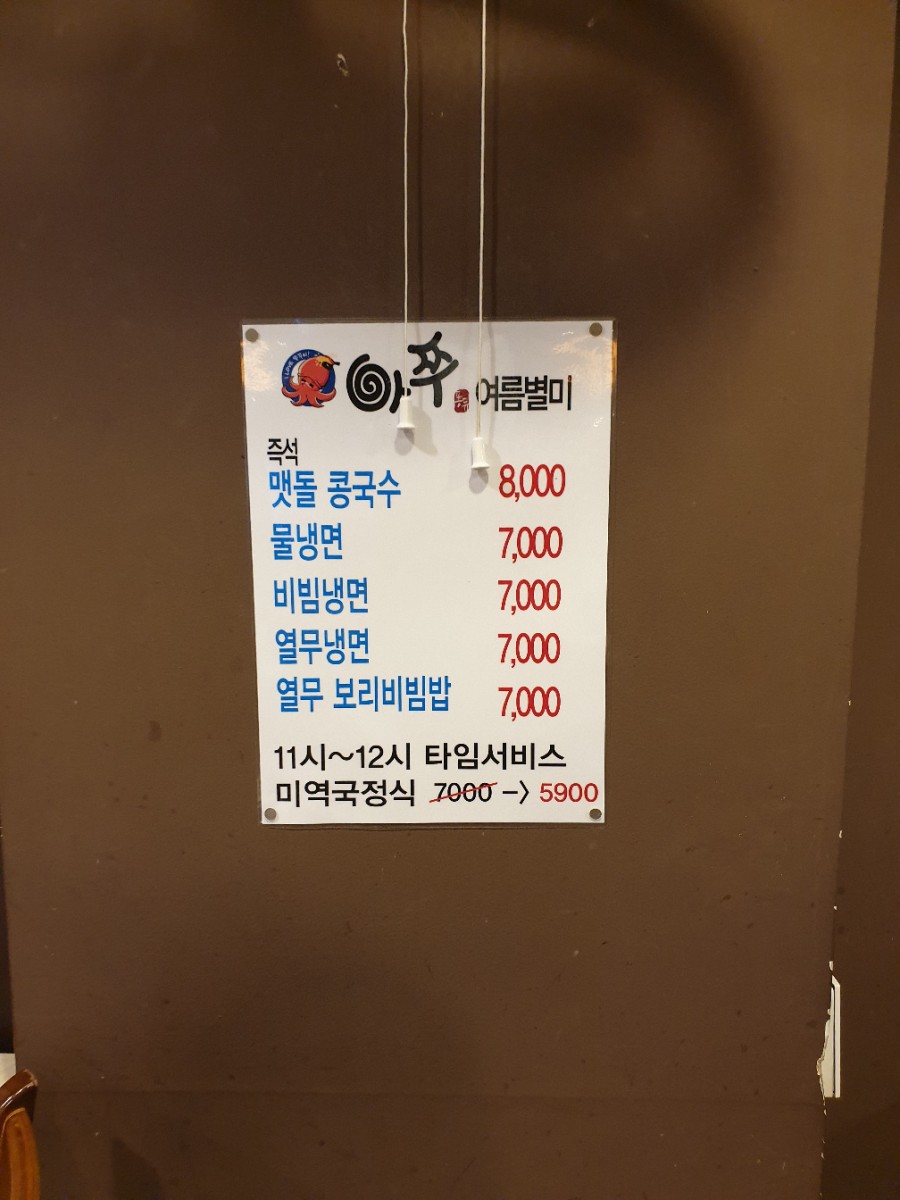 아쭈 여름별미
즉석
맷돌 콩국수 8,000
물냉면 7,000
비빔냉면 7,000
열무냉면 7,000
열무 보리비빔밥 7,000
11시~12시 타임서비스
미역국정식 7000 -> 5900